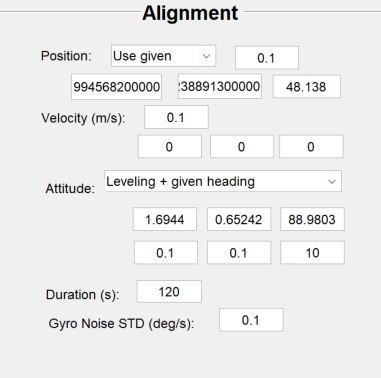 Alignment
Position: Use given 0.1
994568200000 38891300000 48.138
Velocity (m/s): 0.1
0 0 0
Attitude: Leveling + given heading
1.6944 0.65242 88.9803
0.1 0.1 10
Duration (s): 120
Gyro Noise STD (deg/s): 0.1